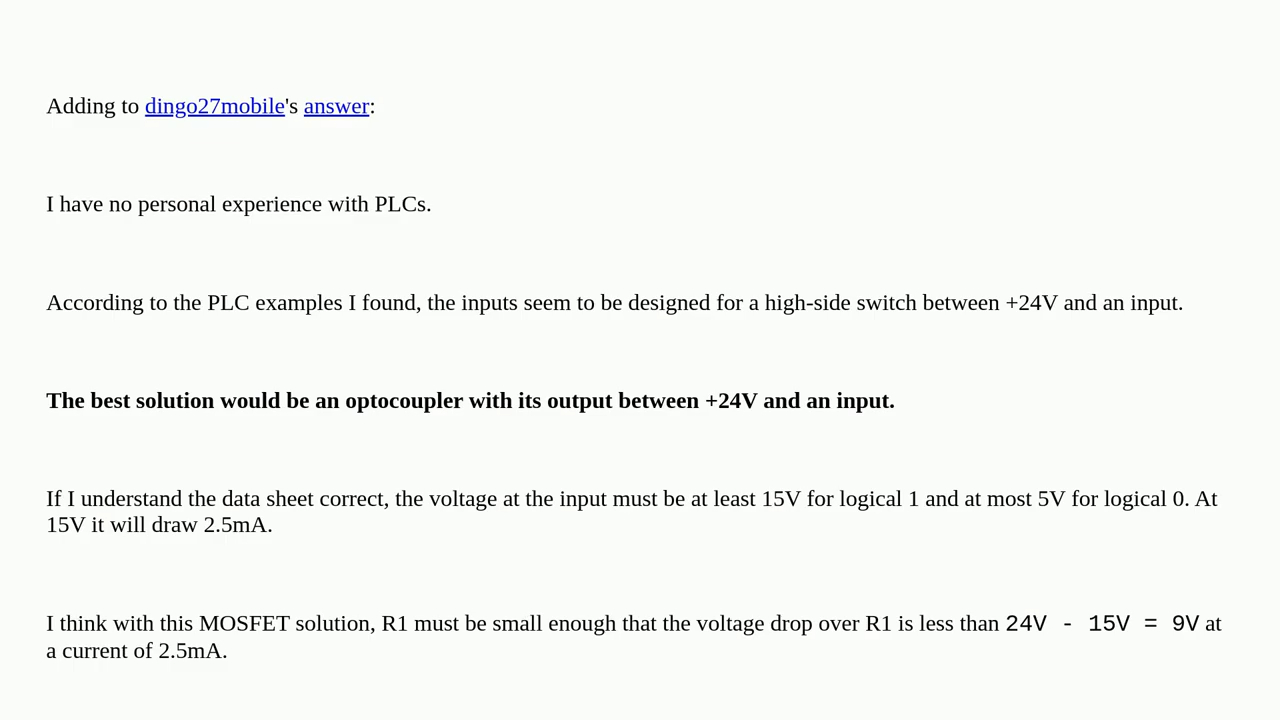 Adding to dingo27mobile's answer:
I have no personal experience with PLCs.
According to the PLC examples I found, the inputs seem to be designed for a high-side switch between +24V and an input.
The best solution would be an optocoupler with its output between +24V and an input.
If I understand the data sheet correct, the voltage at the input must be at least 15V for logical 1 and at most 5V for logical 0. At
15V it will draw 2.5mA.
I think with this MOSFET solution, R1 must be small enough that the voltage drop over R1 is less than 24V - 15V = 9V at
a current of 2.5mA.